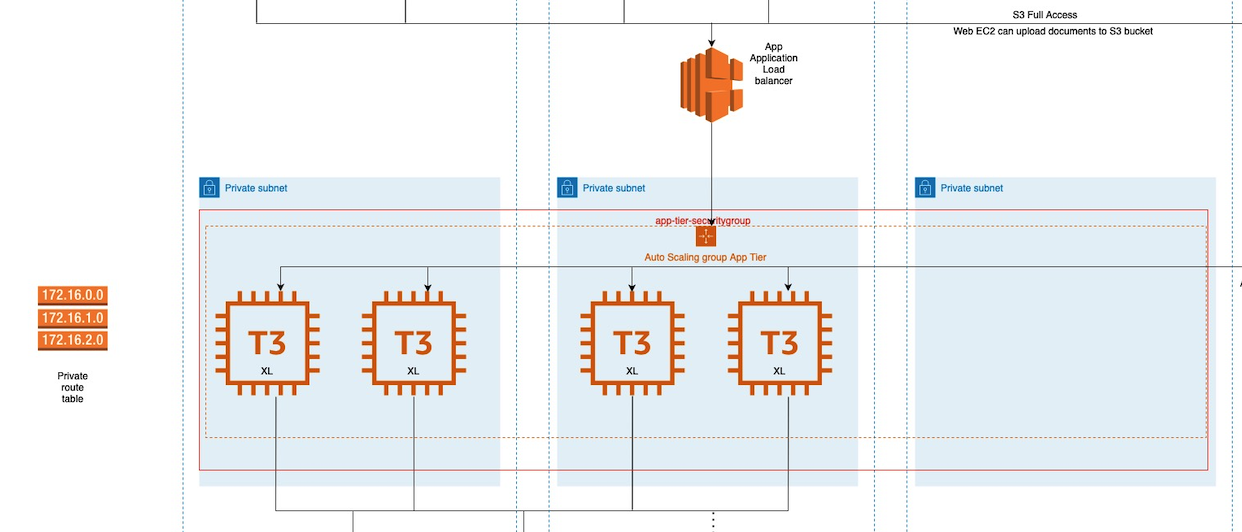 S3 Full Access
Web EC2 can upload documents to S3 bucket
App
Application
Load
balancer
Private subnet
Private subnet
Private subnet
app-tier-securitygroup
Auto Scaling group App Tier
172.16.0.0
172.16.1.0
172.16.2.0
T3
XL
T3
XL
T3
XL
T3
XL
Private
route
table